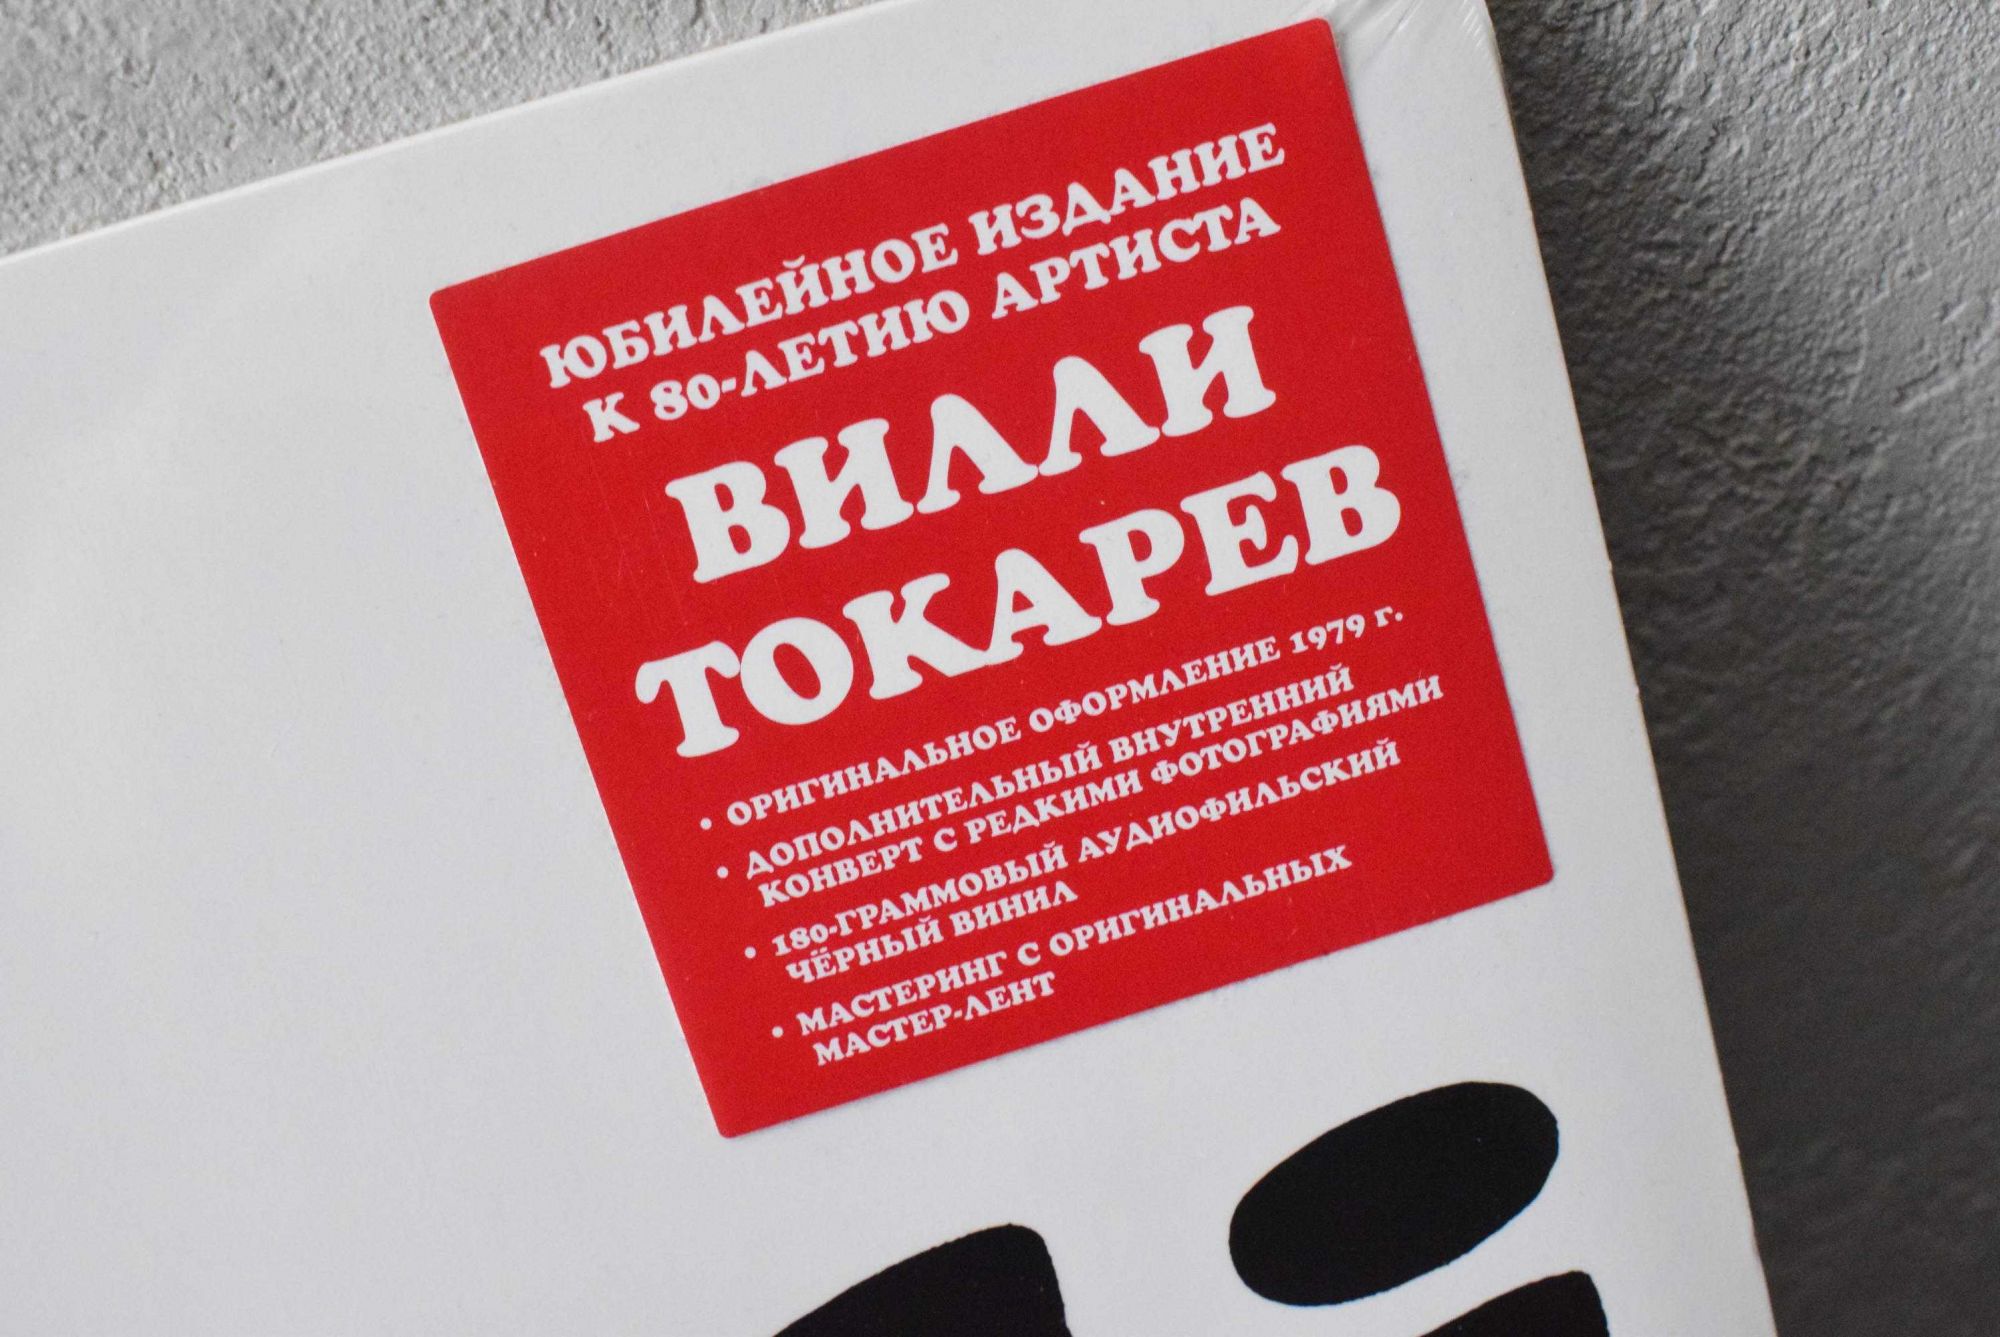 ЮБИЛЕЙНОЕ ИЗДАНИЕ
К 80-ЛЕТИЮ АРТИСТА
ВИЛЛИ
ТОКАРЕВ
• ОРИГИНАЛЬНОЕ ОФОРМЛЕНИЕ 1979 г.
• ДОПОЛНИТЕЛЬНЫЙ ВНУТРЕННИЙ
КОНВЕРТ С РЕДКИМИ ФОТОГРАФИЯМИ
• 180-ГРАММОВЫЙ АУДИОФИЛЬСКИЙ
ЧЁРНЫЙ ВИНИЛ
• МАСТЕРИНГ С ОРИГИНАЛЬНЫХ
МАСТЕР-ЛЕНТ